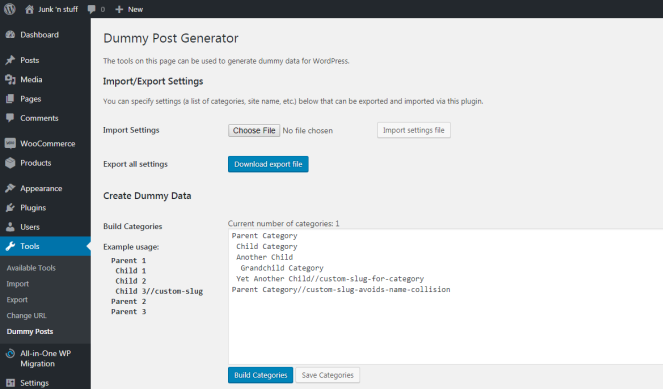 Junk 'n stuff 0 + New
Dashboard
Posts
Media
Pages
Comments
WooCommerce
Products
Appearance
Plugins
Users
Tools
Available Tools
Import
Export
Change URL
Dummy Posts
All-in-One WP
Migration
Settings
Dummy Post Generator
The tools on this page can be used to generate dummy data for WordPress.
Import/Export Settings
You can specify settings (a list of categories, site name, etc.) below that can be exported and imported via this plugin.
Import Settings Choose File No file chosen Import settings file
Export all settings Download export file
Create Dummy Data
Build Categories
Example usage:
Parent 1
Child 1
Child 2
Child 3//custom-slug
Parent 2
Parent 3
Current number of categories: 1
Parent Category
Child Category
Another Child
Grandchild Category
Yet Another Child//custom-slug-for-category
Parent Category//custom-slug-avoids-name-collision
Build Categories Save Categories